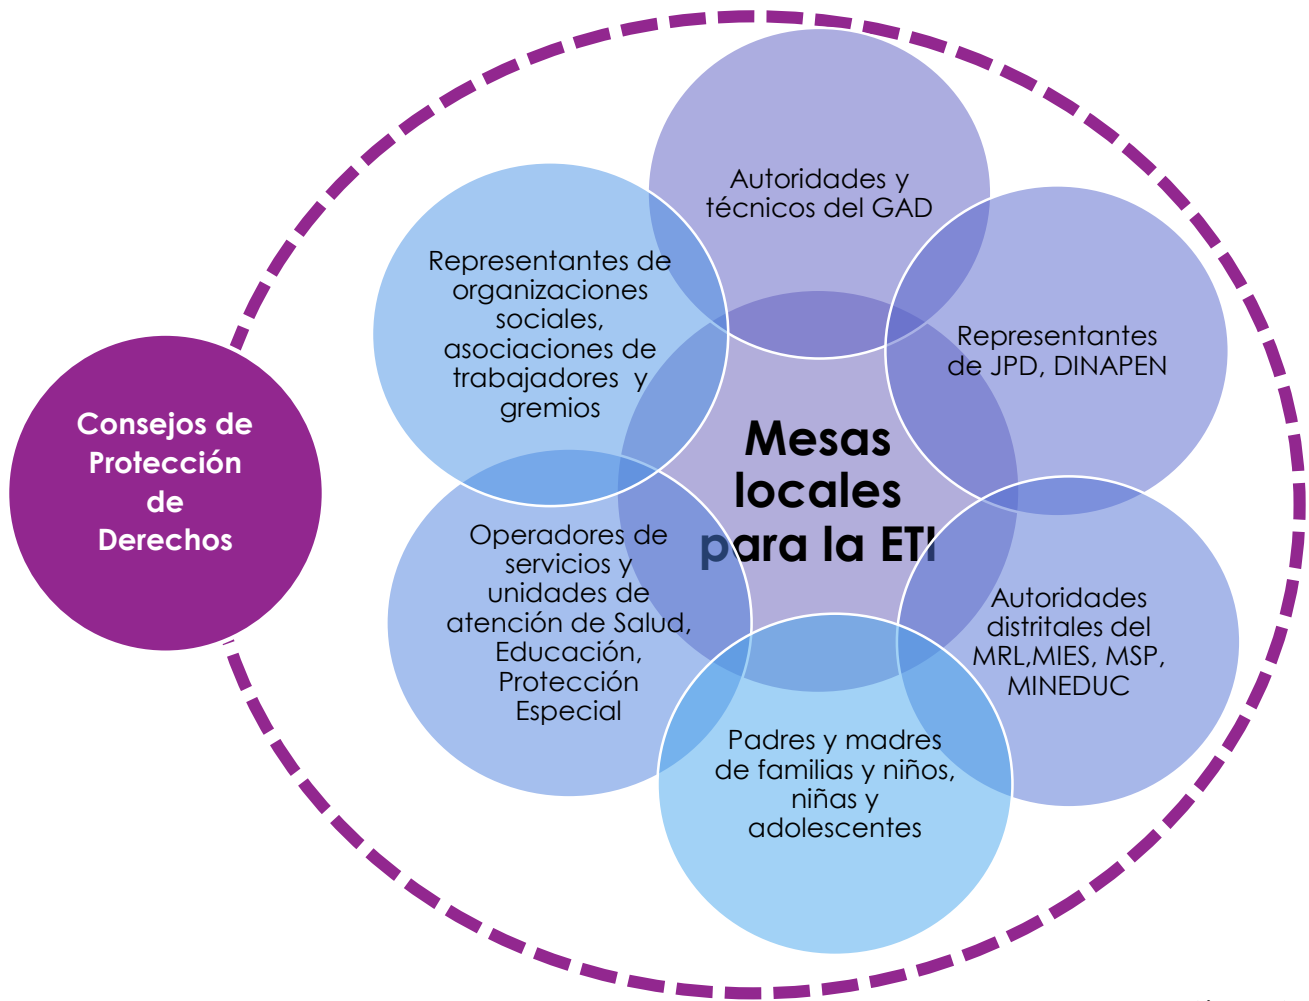 Autoridades y
técnicos del GAD
Representantes de
organizaciones
sociales,
asociaciones de
trabajadores y
gremios
Representantes
de JPD, DINAPEN
Consejos de
Protección
de
Derechos
Mesas
locales
para la ETI
Operadores de
servicios y
unidades de
atención de Salud,
Educación,
Protección
Especial
Autoridades
distritales del
MRL,MIES, MSP,
MINEDUC
Padres y madres
de familias y niños,
niñas y
adolescentes